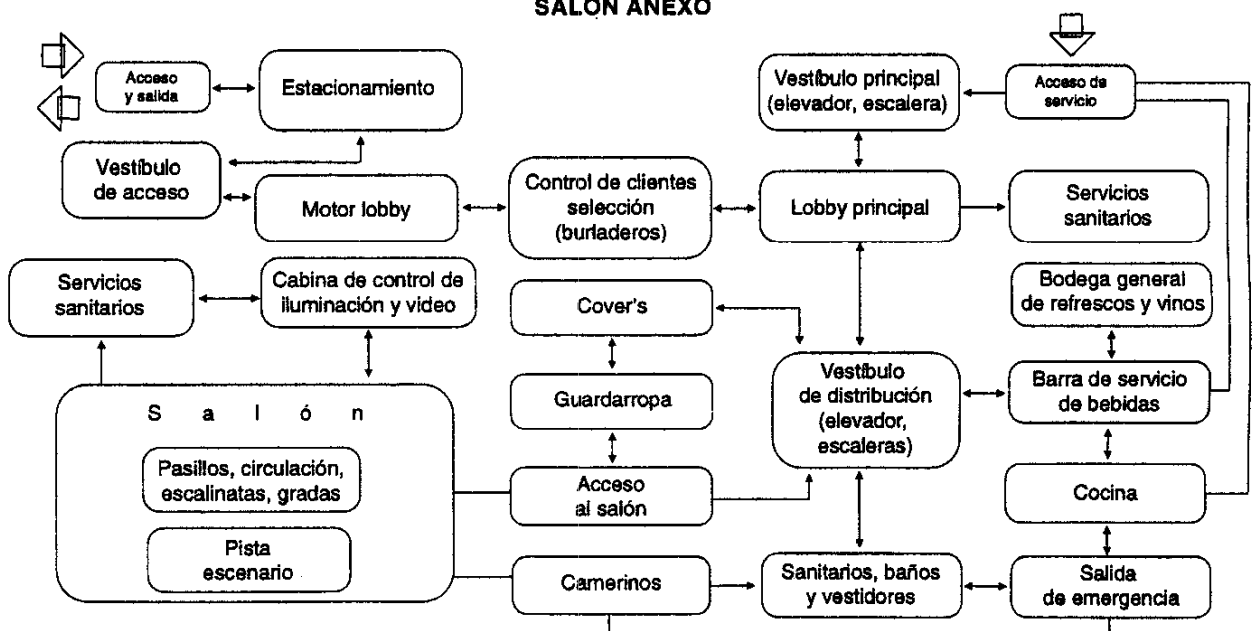 SALÓN ANEXO
Acceso
y salida
Estacionamiento
Vestíbulo principal
(elevador, escalera)
Acceso de
servicio
Vestíbulo
de acceso
Motor lobby
Control de clientes
selección
(burladeros)
Lobby principal
Servicios
sanitarios
Servicios
sanitarios
Cabina de control de
iluminación y video
Cover's
Bodega general
de refrescos y vinos
Guardarropa
Vestíbulo
de distribución
(elevador,
escaleras)
Barra de servicio
de bebidas
Salón
Pasillos, circulación,
escalinatas, gradas
Acceso
al salón
Cocina
Pista
escenario
Camerinos
Sanitarios, baños
y vestidores
Salida
de emergencia